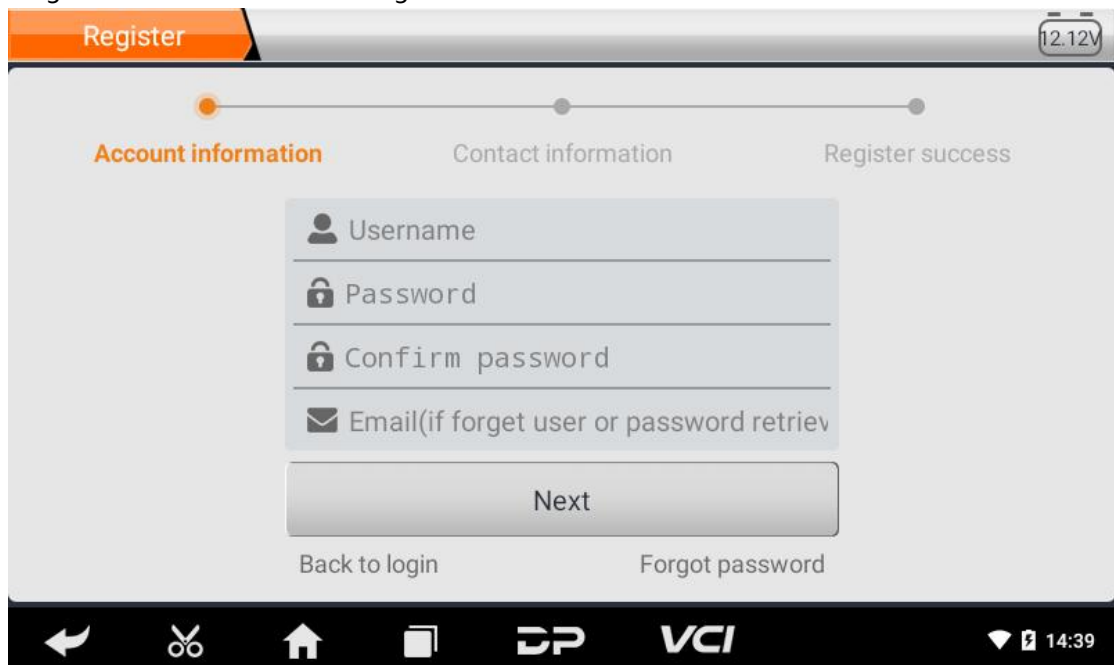 Register
12.12V
Account information
Contact information
Register success
Username
Password
Confirm password
Email(if forget user or password retriev
Next
Back to login
Forgot password
DP
VCI
14:39